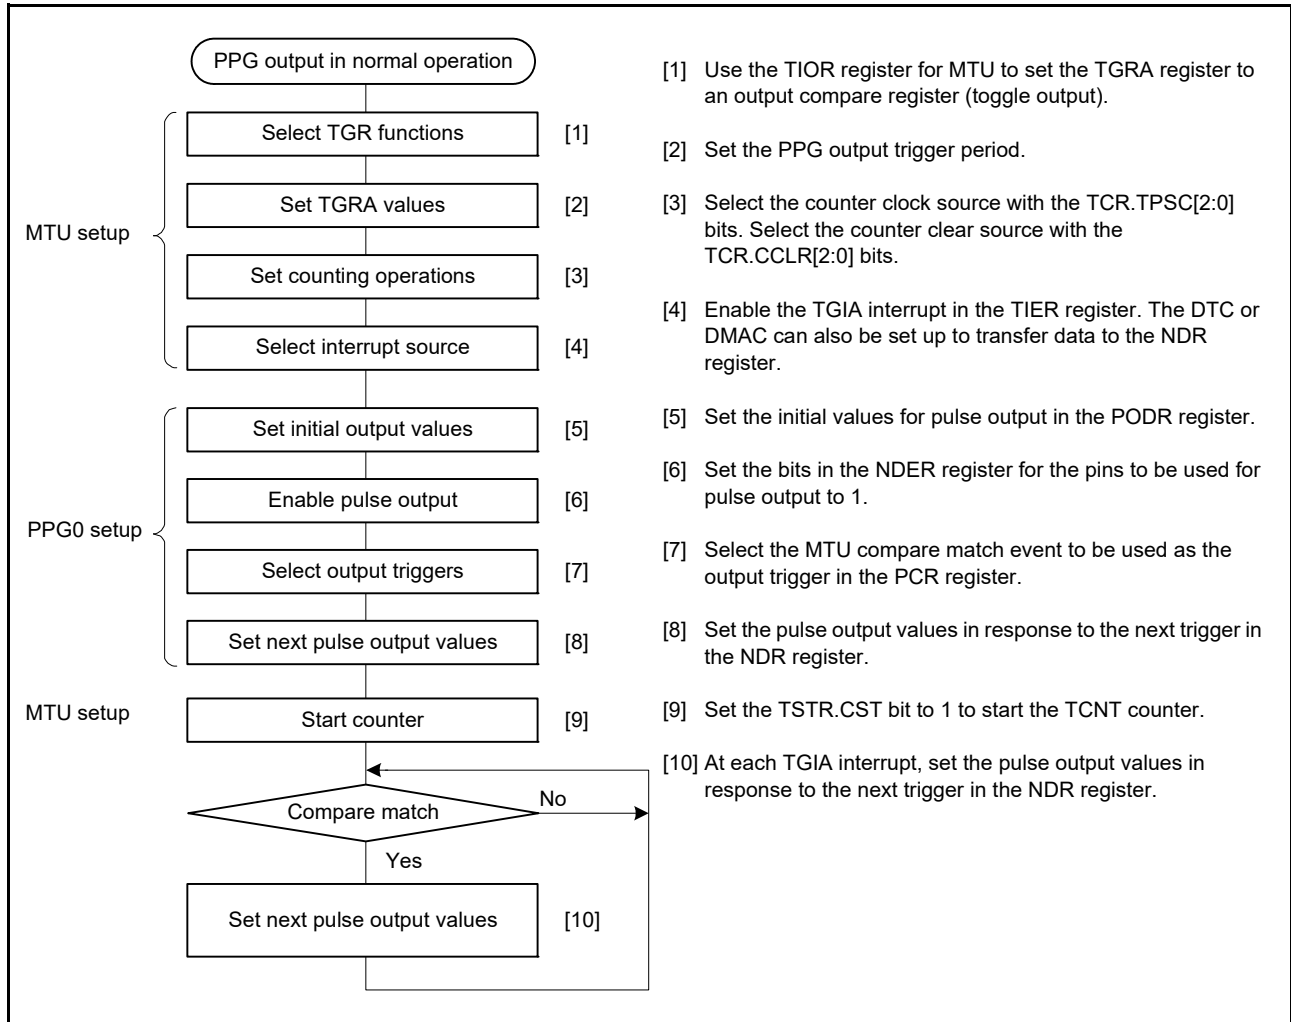 PPG output in normal operation
MTU setup
Select TGR functions [1]
Set TGRA values [2]
Set counting operations [3]
Select interrupt source [4]
PPG0 setup
Set initial output values [5]
Enable pulse output [6]
Select output triggers [7]
Set next pulse output values [8]
MTU setup
Start counter [9]
Compare match
No
Yes
Set next pulse output values [10]
[1] Use the TIOR register for MTU to set the TGRA register to
an output compare register (toggle output).
[2] Set the PPG output trigger period.
[3] Select the counter clock source with the TCR.TPSC[2:0]
bits. Select the counter clear source with the
TCR.CCLR[2:0] bits.
[4] Enable the TGIA interrupt in the TIER register. The DTC or
DMAC can also be set up to transfer data to the NDR
register.
[5] Set the initial values for pulse output in the PODR register.
[6] Set the bits in the NDER register for the pins to be used for
pulse output to 1.
[7] Select the MTU compare match event to be used as the
output trigger in the PCR register.
[8] Set the pulse output values in response to the next trigger in
the NDR register.
[9] Set the TSTR.CST bit to 1 to start the TCNT counter.
[10] At each TGIA interrupt, set the pulse output values in
response to the next trigger in the NDR register.